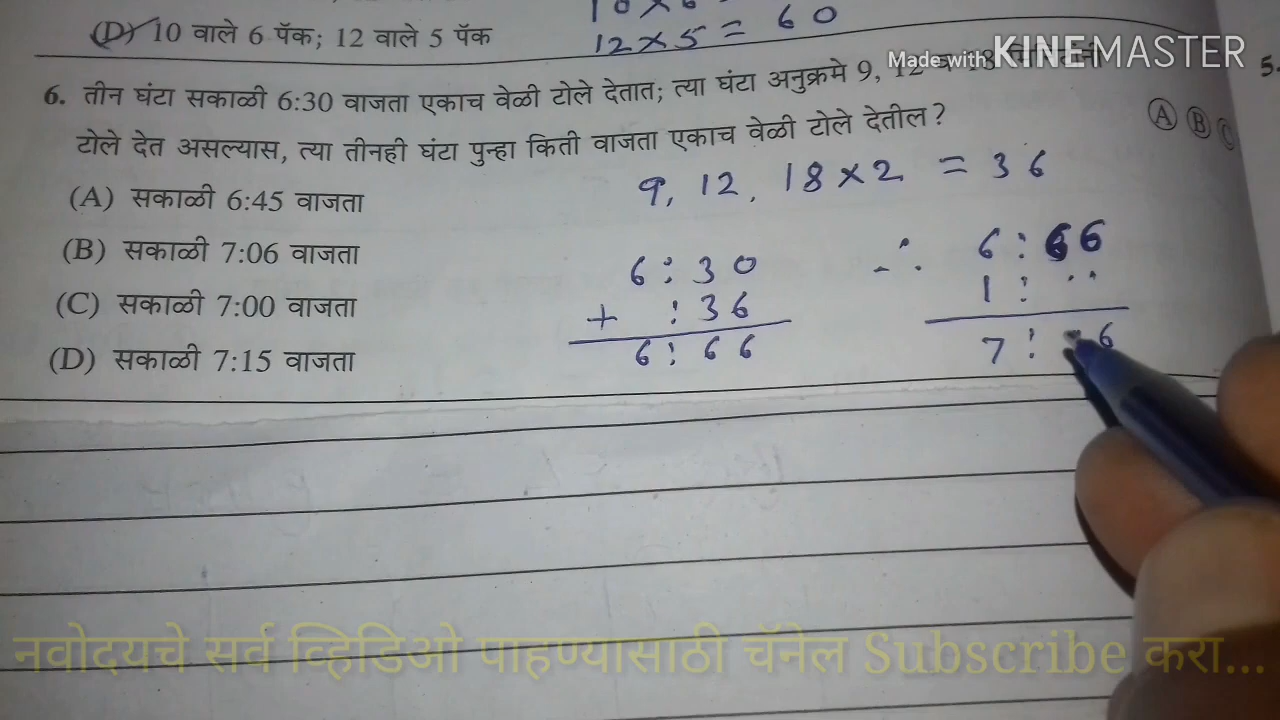 (D) 10 वाले 6 पॅक; 12 वाले 5 पॅक
12 × 5 = 60
Made with KINEMASTER
6. तीन घंटा सकाळी 6:30 वाजता एकाच वेळी टोले देतात; त्या घंटा अनुक्रमे 9, 12 व 18
5.
टोले देत असल्यास, त्या तीनही घंटा पुन्हा किती वाजता एकाच वेळी टोले देतील?
A B C
9, 12, 18 × 2 = 36
(A) सकाळी 6:45 वाजता
(B) सकाळी 7:06 वाजता
(C) सकाळी 7:00 वाजता
(D) सकाळी 7:15 वाजता
6:30
+ :36
6:66
∴ 6:66
1: ..
7: 6
नवोदयचे सर्व व्हिडिओ पाहण्यासाठी चॅनेल Subscribe करा...